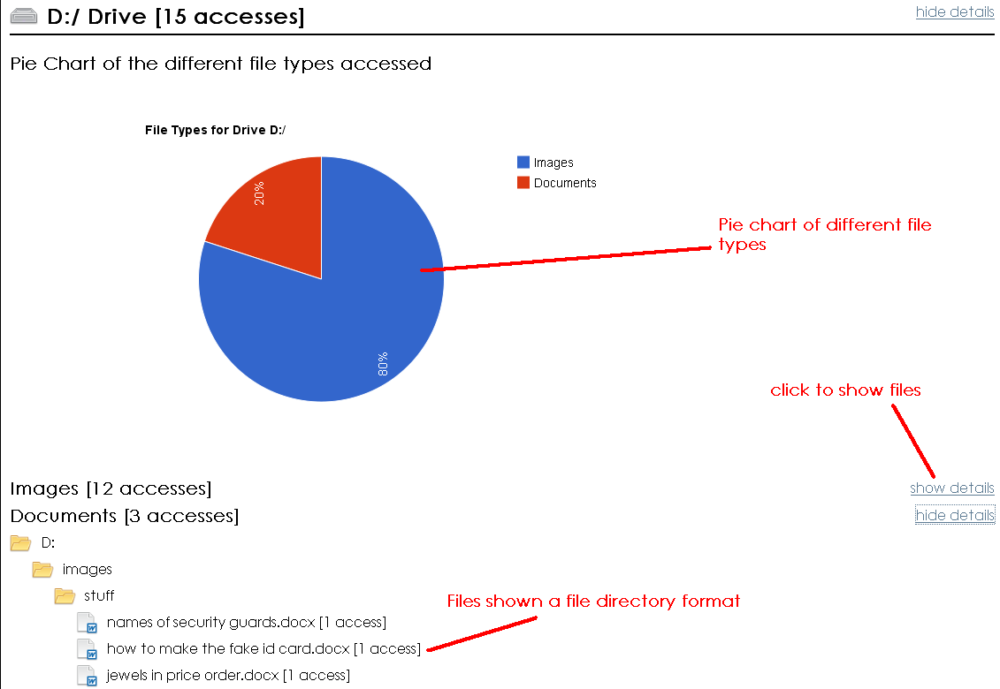 D:/ Drive [15 accesses]
hide details
Pie Chart of the different file types accessed
File Types for Drive D:/
Images
Documents
20%
80%
Pie chart of different file
types
click to show files
Images [12 accesses]
show details
Documents [3 accesses]
hide details
D:
images
stuff
Files shown a file directory format
names of security guards.docx [1 access]
how to make the fake id card.docx [1 access]
jewels in price order.docx [1 access]